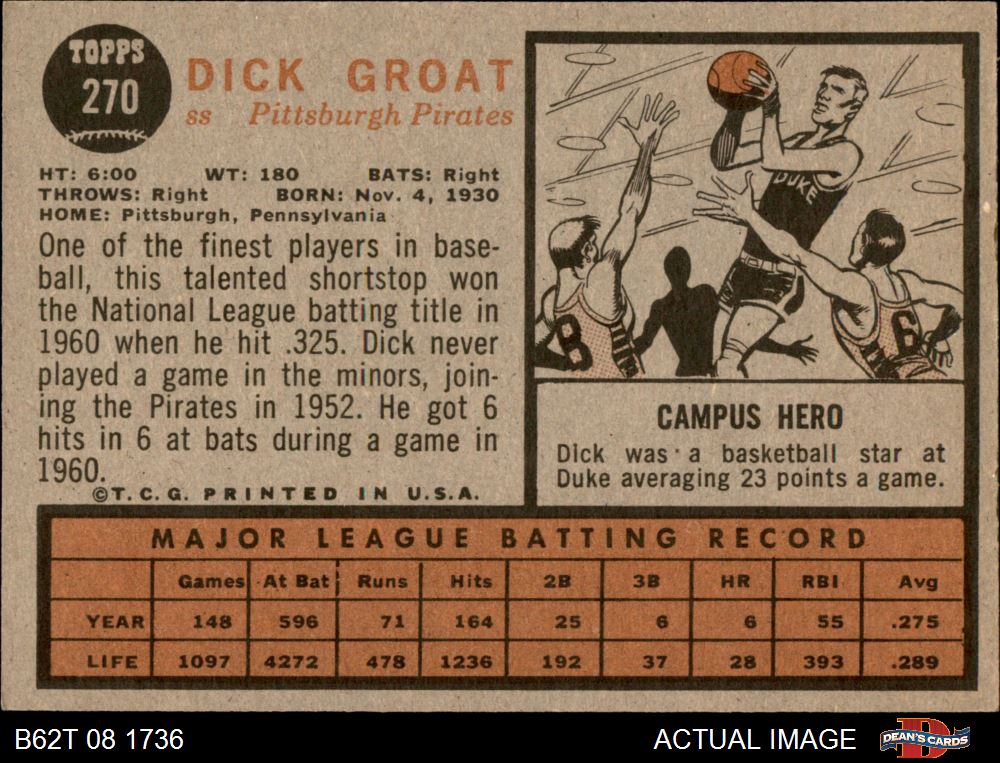 TOPPS
270
DICK GROAT
ss Pittsburgh Pirates
HT: 6:00 WT: 180 BATS: Right
THROWS: Right BORN: Nov. 4, 1930
HOME: Pittsburgh, Pennsylvania
One of the finest players in base-
ball, this talented shortstop won
the National League batting title in
1960 when he hit .325. Dick never
played a game in the minors, join-
ing the Pirates in 1952. He got 6
hits in 6 at bats during a game in
1960.
©T.C.G. PRINTED IN U.S.A.
DUKE
8
6
CAMPUS HERO
Dick was a basketball star at
Duke averaging 23 points a game.
MAJOR LEAGUE BATTING RECORD
Games At Bat Runs Hits 2B 3B HR RBI Avg
YEAR 148 596 71 164 25 6 6 55 .275
LIFE 1097 4272 478 1236 192 37 28 393 .289
B62T 08 1736
ACTUAL IMAGE
DEAN'S CARDS